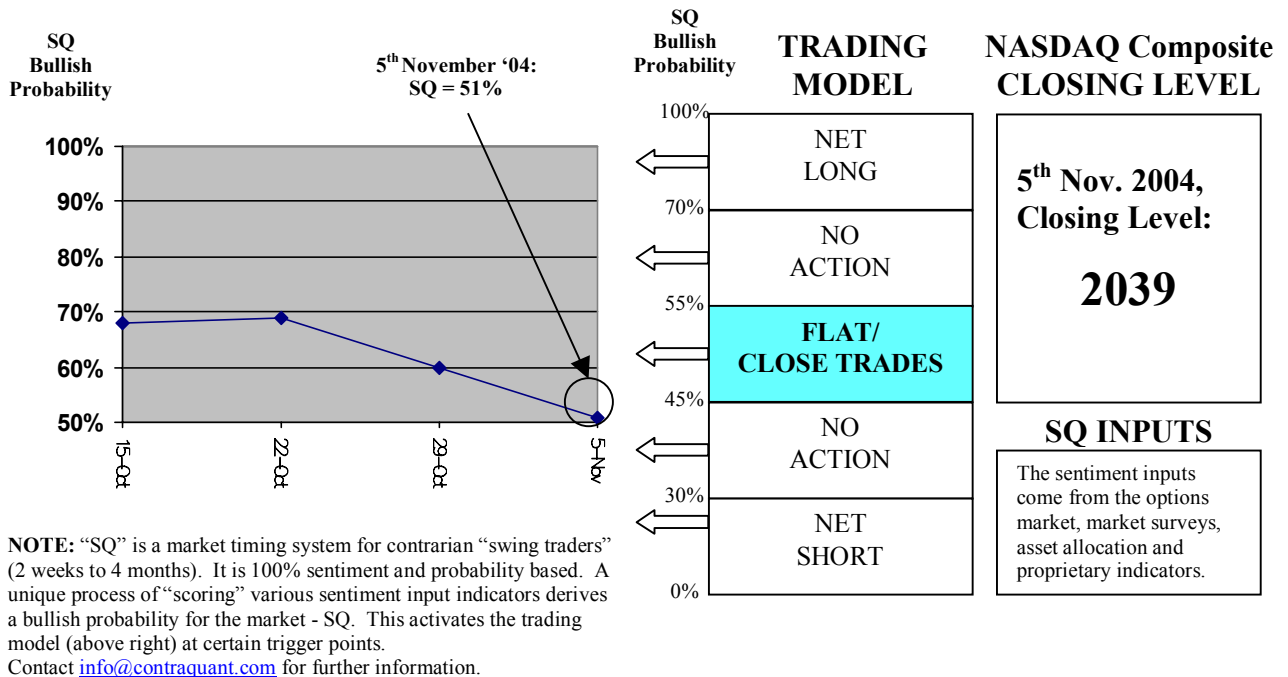 SQ
Bullish
Probability
5th November ‘04:
SQ = 51%
100%
90%
80%
70%
60%
50%
15-Oct
22-Oct
29-Oct
5-Nov
NOTE: “SQ” is a market timing system for contrarian “swing traders”
(2 weeks to 4 months).  It is 100% sentiment and probability based.  A
unique process of “scoring” various sentiment input indicators derives
a bullish probability for the market - SQ.  This activates the trading
model (above right) at certain trigger points.
Contact info@contraquant.com for further information.
SQ
Bullish
Probability
TRADING
MODEL
100%
NET
LONG
70%
NO
ACTION
55%
FLAT/
CLOSE TRADES
45%
NO
ACTION
30%
NET
SHORT
0%
NASDAQ Composite
CLOSING LEVEL
5th Nov. 2004,
Closing Level:
2039
SQ INPUTS
The sentiment inputs
come from the options
market, market surveys,
asset allocation and
proprietary indicators.